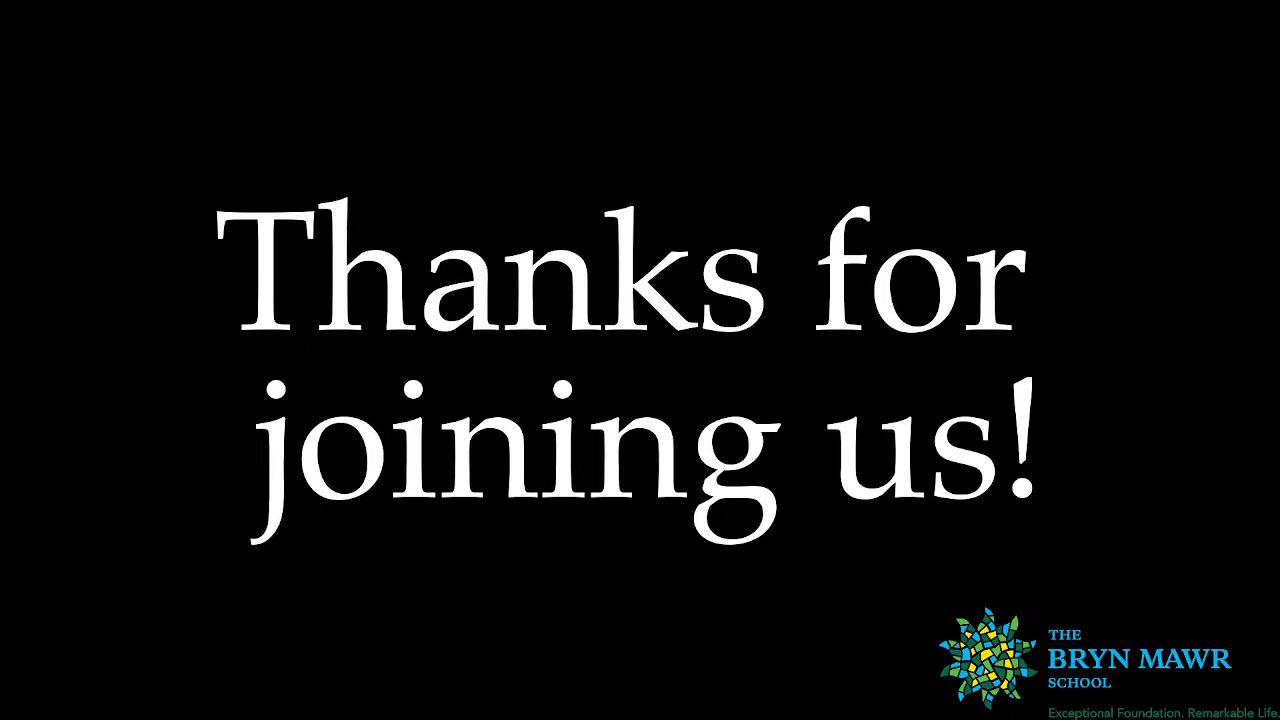 Thanks for
joining us!
THE
BRYN MAWR
SCHOOL
Exceptional Foundation. Remarkable Life